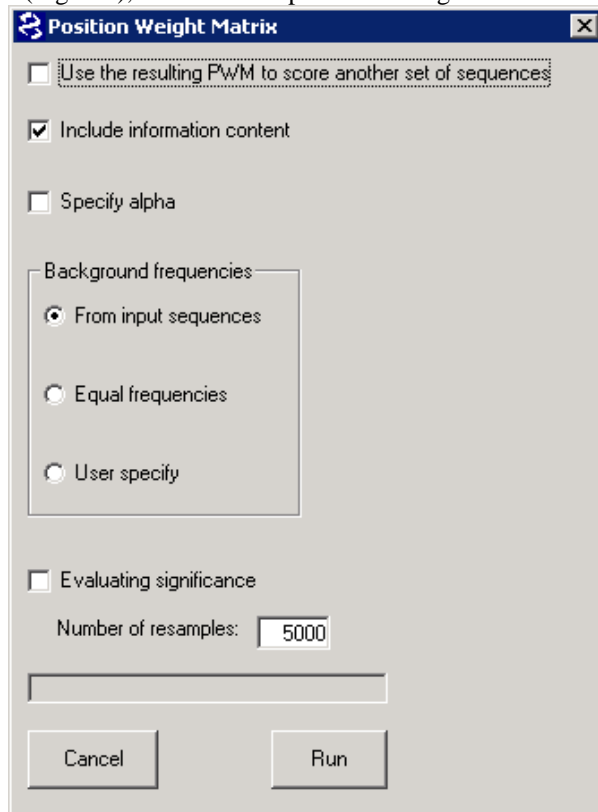 Position Weight Matrix
Use the resulting PWM to score another set of sequences
Include information content
Specify alpha
Background frequencies
From input sequences
Equal frequencies
User specify
Evaluating significance
Number of resamples: 5000
Cancel Run